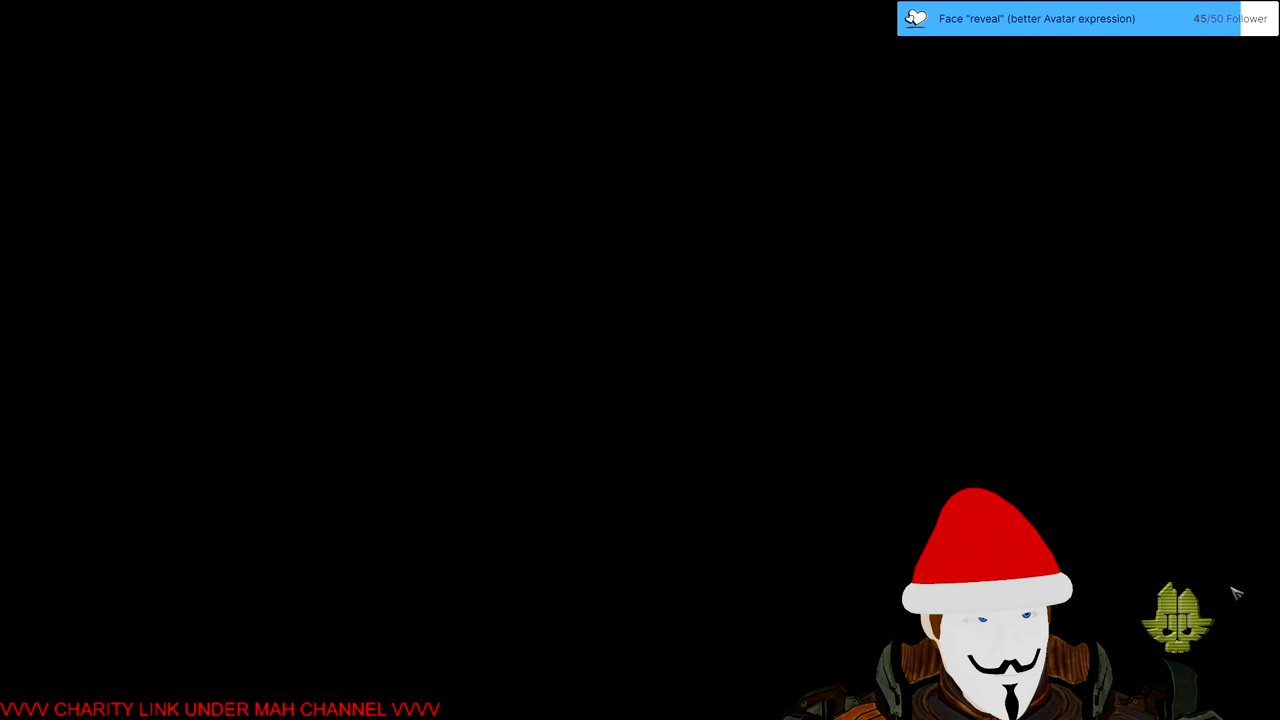 Face "reveal" (better Avatar expression) 45/50 Follower
VVVV CHARITY LINK UNDER MAH CHANNEL VVVV